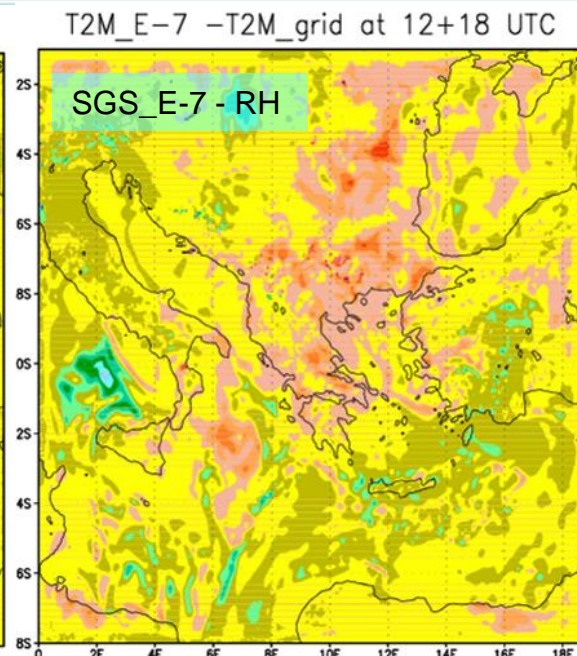 T2M_E-7 -T2M_grid at 12+18 UTC
SGS_E-7 - RH
2S
4S
6S
8S
0S
2S
4S
6S
8S
0 2E 4E 6E 8E 10E 12E 14E 16E 18E